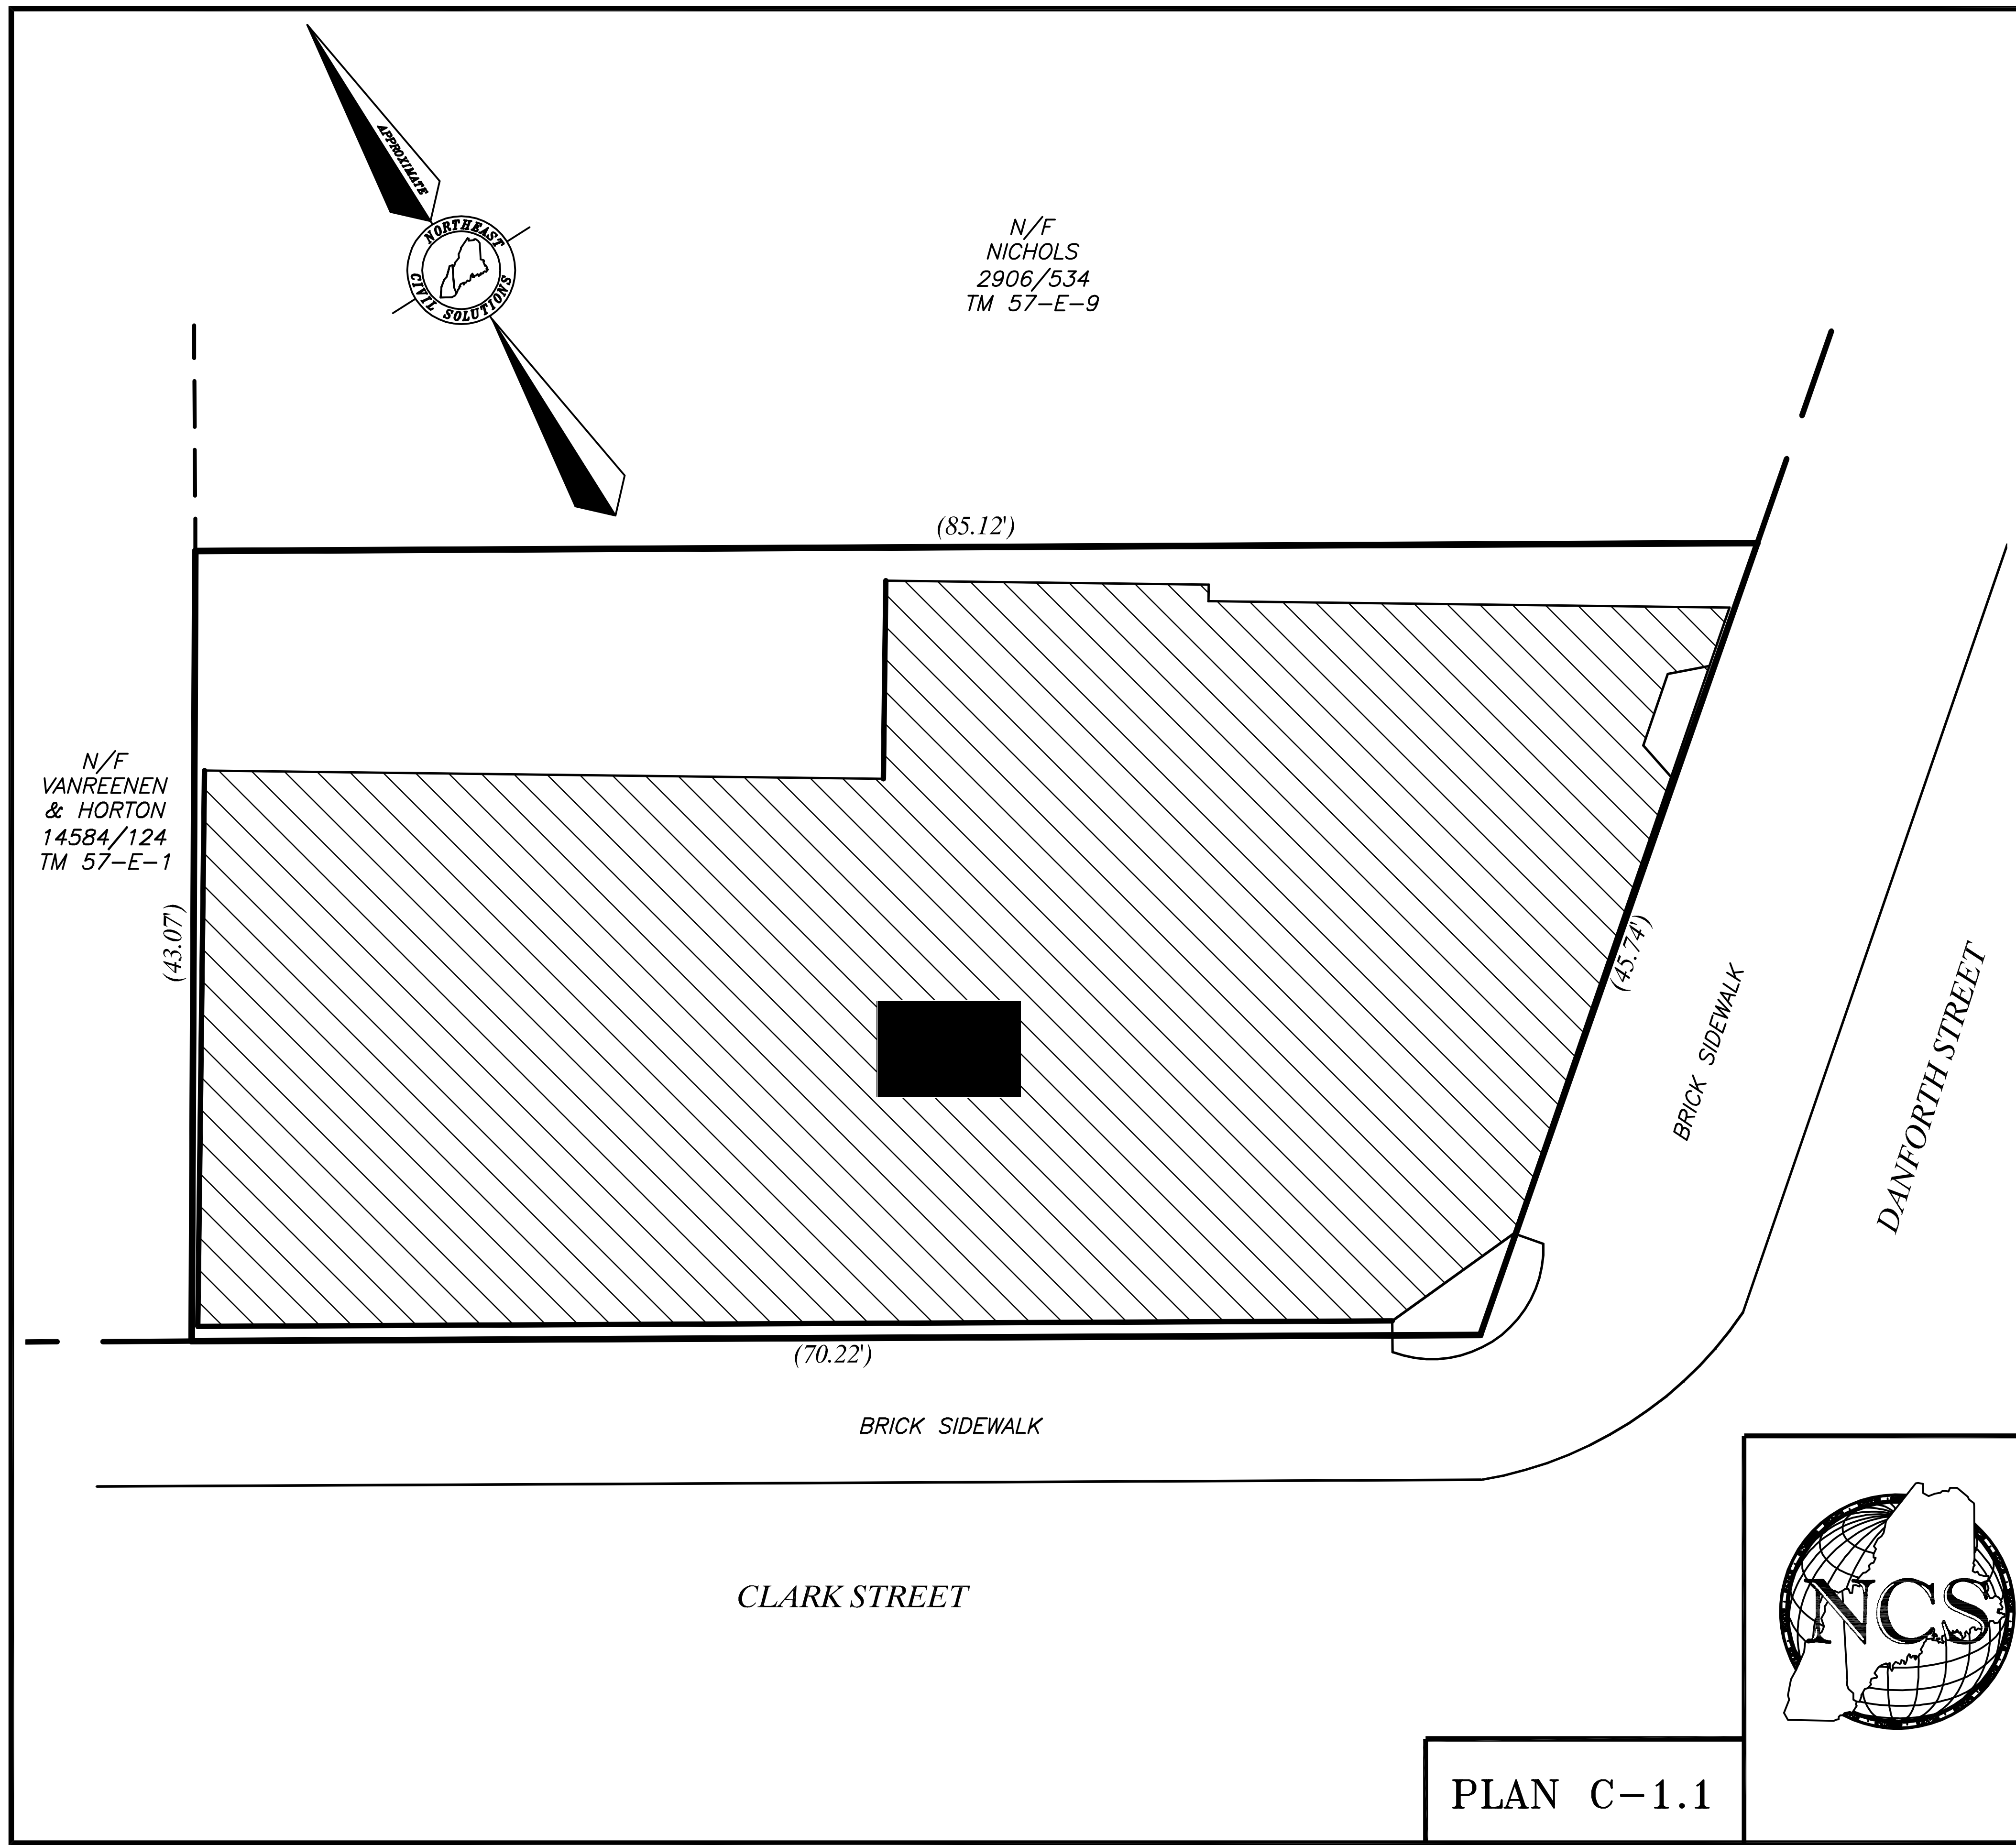 APPROXIMATE
NORTHEAST
CIVIL SOLUTIONS
N/F
NICHOLS
2906/534
TM 57-E-9
(85.12')
N/F
VANREENEN
& HORTON
14584/124
TM 57-E-1
(43.07')
(45.74')
BRICK SIDEWALK
DANFORTH STREET
(70.22')
BRICK SIDEWALK
CLARK STREET
NCS
PLAN C-1.1